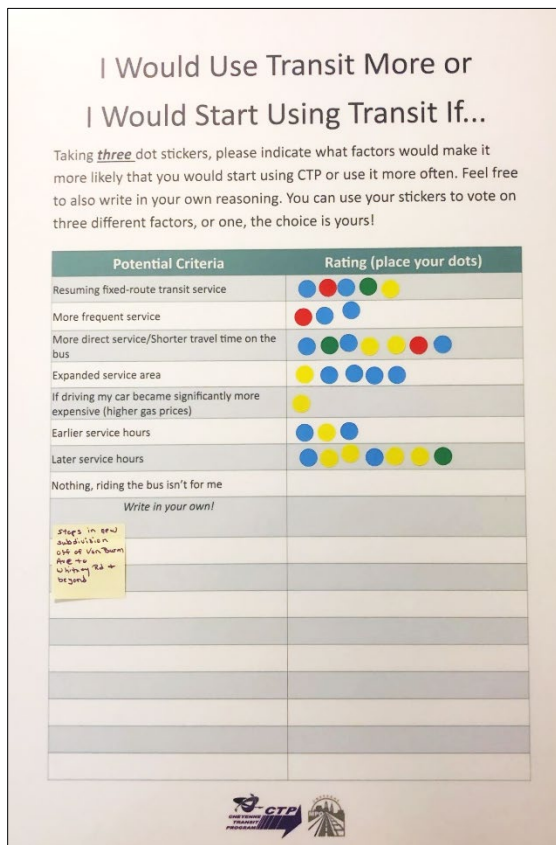 I Would Use Transit More or
I Would Start Using Transit If...
Taking three dot stickers, please indicate what factors would make it
more likely that you would start using CTP or use it more often. Feel free
to also write in your own reasoning. You can use your stickers to vote on
three different factors, or one, the choice is yours!
Potential Criteria
Rating (place your dots)
Resuming fixed-route transit service
More frequent service
More direct service/Shorter travel time on the
bus
Expanded service area
If driving my car became significantly more
expensive (higher gas prices)
Earlier service hours
Later service hours
Nothing, riding the bus isn't for me
Write in your own!
Stops in new
subdivision
off of Van Buren
Ave to
Whitney Rd +
beyond
CTP
CHEYENNE
TRANSIT
PROGRAM
MPO